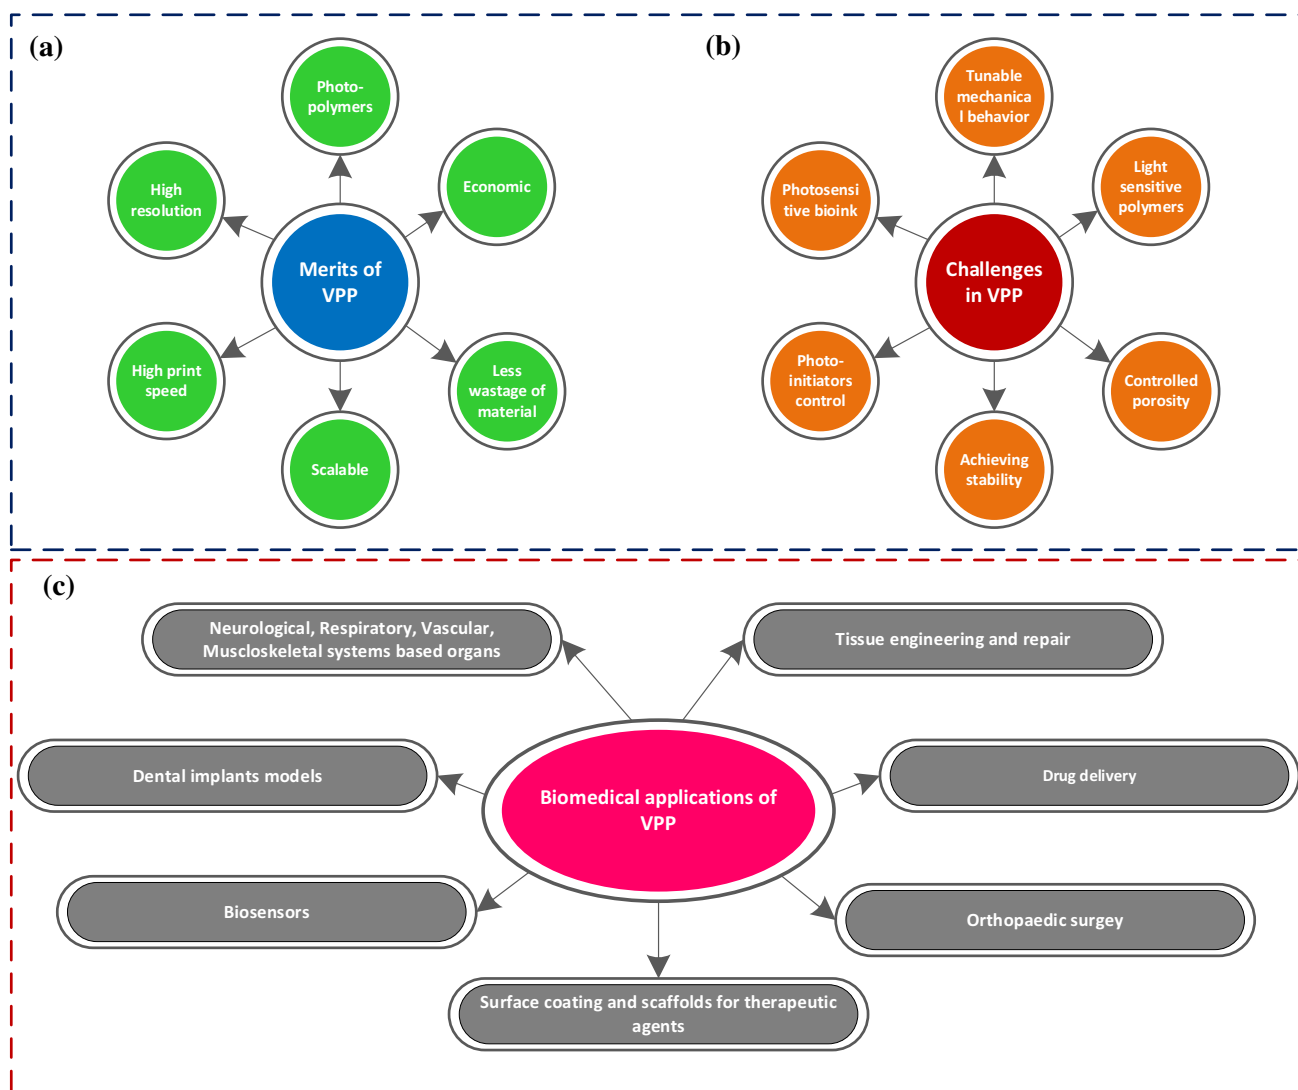 (a)
Photo-
polymers
High
resolution
Economic
Merits of
VPP
High print
speed
Less
wastage of
material
Scalable
(b)
Tunable
mechanica
l behavior
Photosensi
tive bioink
Light
sensitive
polymers
Challenges
in VPP
Photo-
initiators
control
Controlled
porosity
Achieving
stability
(c)
Neurological, Respiratory, Vascular,
Muscloskeletal systems based organs
Tissue engineering and repair
Dental implants models
Drug delivery
Biomedical applications of
VPP
Biosensors
Orthopaedic surgey
Surface coating and scaffolds for therapeutic
agents